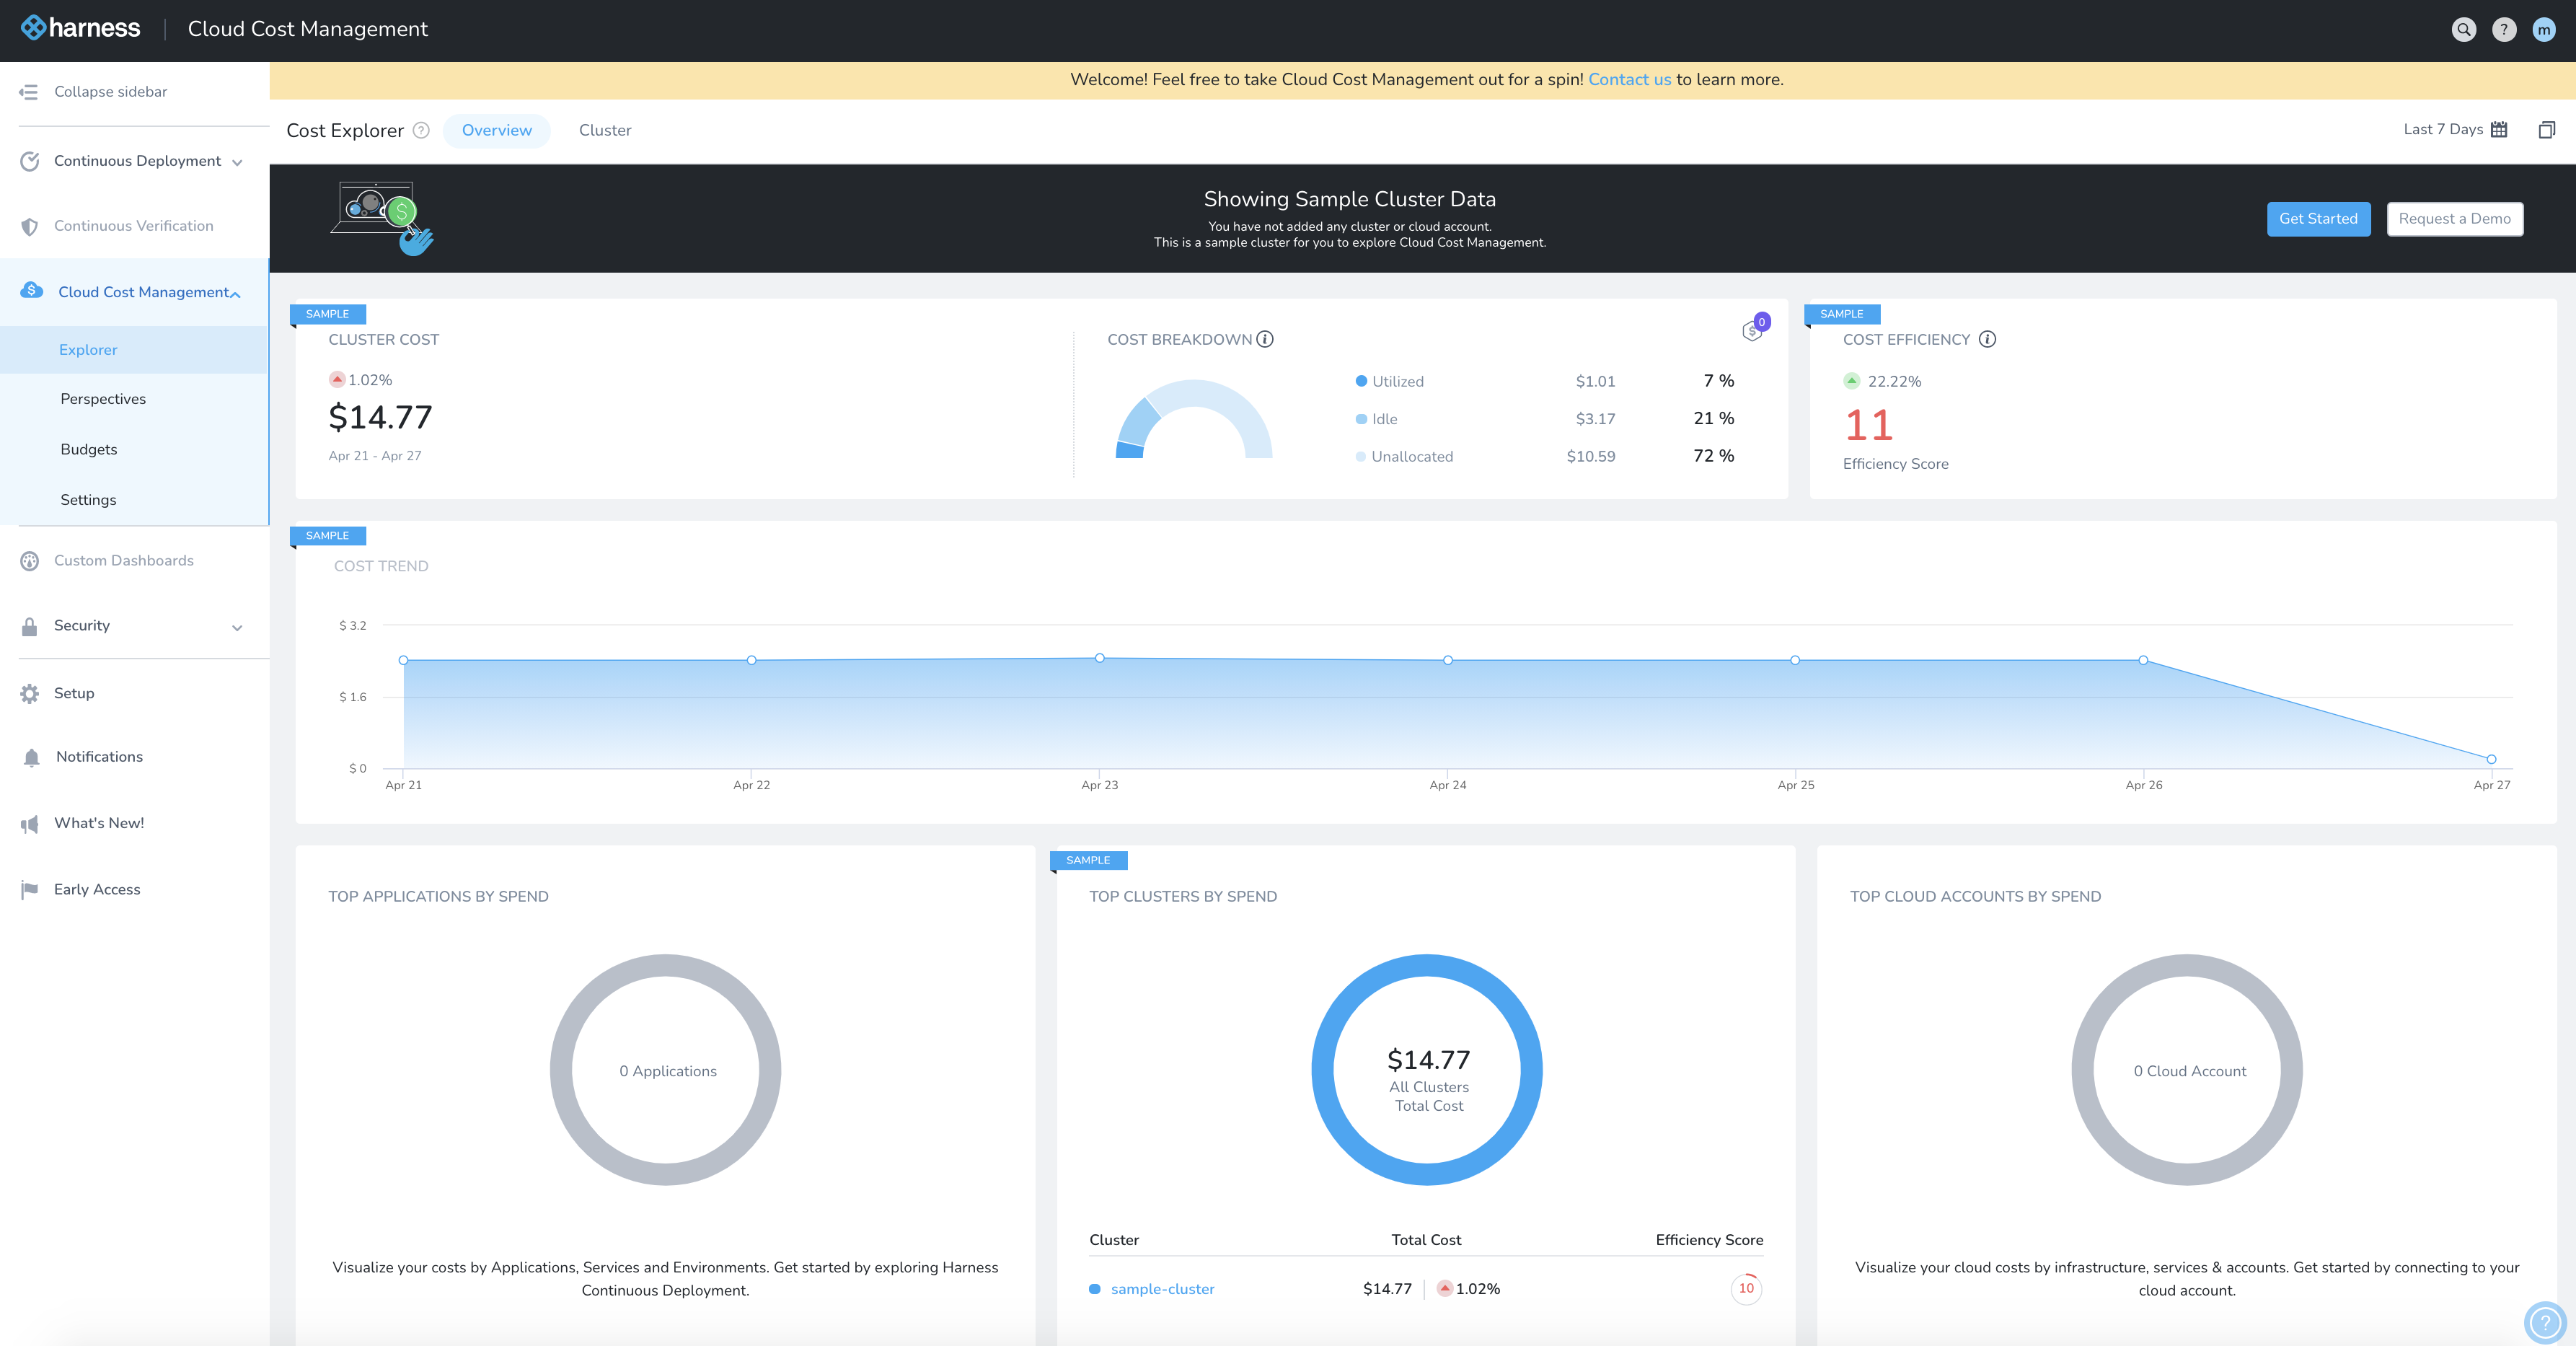 harness
Cloud Cost Management
?
m
Collapse sidebar
Continuous Deployment
Continuous Verification
$
Cloud Cost Management
Explorer
Perspectives
Budgets
Settings
Custom Dashboards
Security
Setup
Notifications
What's New!
Early Access
Welcome! Feel free to take Cloud Cost Management out for a spin! Contact us to learn more.
Cost Explorer ?
Overview
Cluster
Last 7 Days
$
Showing Sample Cluster Data
You have not added any cluster or cloud account.
This is a sample cluster for you to explore Cloud Cost Management.
Get Started
Request a Demo
SAMPLE
CLUSTER COST
1.02%
$14.77
Apr 21 - Apr 27
COST BREAKDOWN i
$ 0
Utilized $1.01 7 %
Idle $3.17 21 %
Unallocated $10.59 72 %
SAMPLE
COST EFFICIENCY i
22.22%
11
Efficiency Score
SAMPLE
COST TREND
$ 3.2
$ 1.6
$ 0
Apr 21 Apr 22 Apr 23 Apr 24 Apr 25 Apr 26 Apr 27
TOP APPLICATIONS BY SPEND
0 Applications
Visualize your costs by Applications, Services and Environments. Get started by exploring Harness
Continuous Deployment.
SAMPLE
TOP CLUSTERS BY SPEND
$14.77
All Clusters
Total Cost
Cluster Total Cost Efficiency Score
sample-cluster $14.77 1.02% 10
TOP CLOUD ACCOUNTS BY SPEND
0 Cloud Account
Visualize your cloud costs by infrastructure, services & accounts. Get started by connecting to your
cloud account.
?